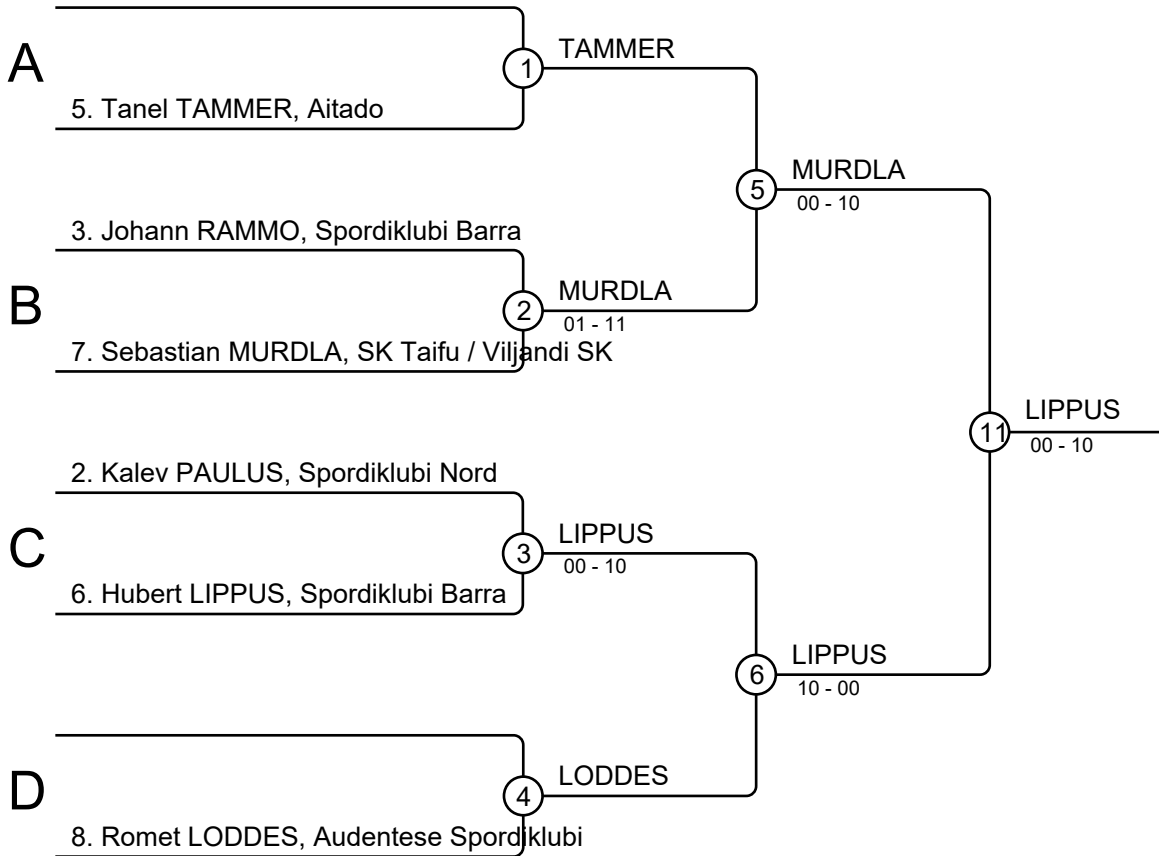 A
1
TAMMER
5. Tanel TAMMER, Aitado
5
MURDLA
00 - 10
3. Johann RAMMO, Spordiklubi Barra
B
2
MURDLA
01 - 11
7. Sebastian MURDLA, SK Taifu / Viljandi SK
11
LIPPUS
00 - 10
2. Kalev PAULUS, Spordiklubi Nord
C
3
LIPPUS
00 - 10
6. Hubert LIPPUS, Spordiklubi Barra
6
LIPPUS
10 - 00
D
4
LODDES
8. Romet LODDES, Audentese Spordiklubi